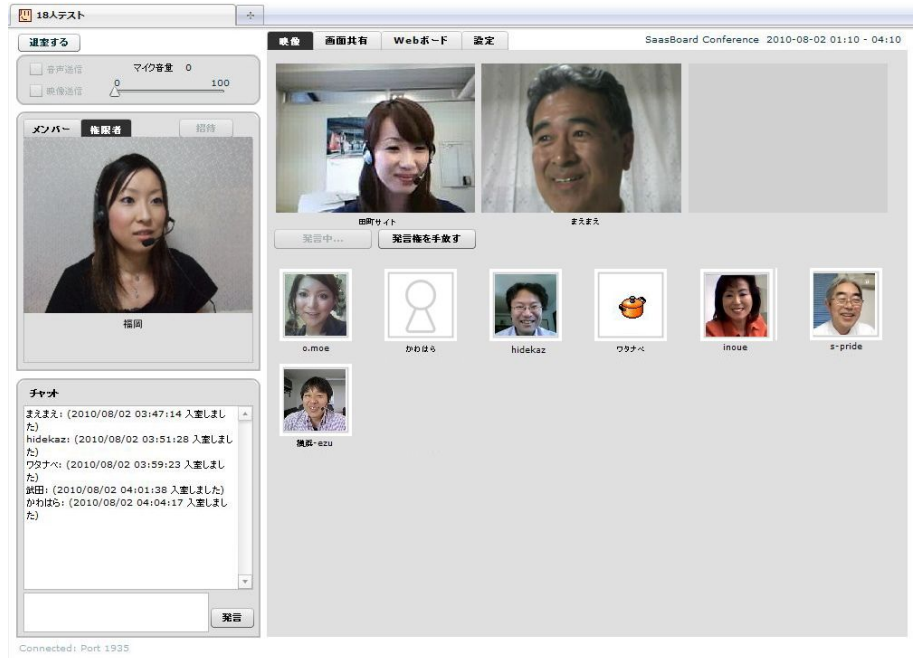 18人テスト
退室する
音声送信
マイク音量 0
映像送信
0
100
メンバー
権限者
招待
福岡
チャット
まえまえ: (2010/08/02 03:47:14 入室しまし
た)
hidekaz: (2010/08/02 03:51:28 入室しまし
た)
ワタナベ: (2010/08/02 03:59:23 入室しまし
た)
武田: (2010/08/02 04:01:38 入室しました)
かわはら: (2010/08/02 04:04:17 入室しまし
た)
発言
Connected: Port 1935
映像
画面共有
Webボード
設定
SaasBoard Conference 2010-08-02 01:10 - 04:10
田町サイト
まえまえ
発言中...
発言権を手放す
o.moe
かわはら
hidekaz
ワタナベ
inoue
s-pride
横浜-ezu